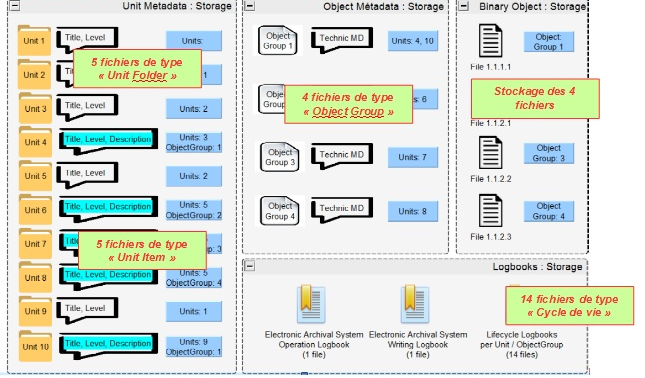 Unit Metadata : Storage
Unit 1
Title, Level
Units:
Unit 2
5 fichiers de type
« Unit Folder »
1
Unit 3
Title, Level
Units: 2
Unit 4
Title, Level, Description
Units: 3
ObjectGroup: 1
Unit 5
Title, Level
Units: 2
Unit 6
Title, Level, Description
Units: 5
ObjectGroup: 2
Unit 7
5 fichiers de type
« Unit Item »
Unit 8
Title, Level, Description
Units: 5
ObjectGroup: 4
Unit 9
Title, Level
Units: 1
Unit 10
Title, Level, Description
Units: 9
ObjectGroup: 1
Object Métadata : Storage
Object
Group 1
Technic MD
Units: 4, 10
4 fichiers de type
« Object Group »
Object
Group 3
Technic MD
Units: 7
Object
Group 4
Technic MD
Units: 8
Binary Object : Storage
Object
Group: 1
File 1.1.1.1
Stockage des 4
fichiers
File 1.1.2.1
Object
Group: 3
File 1.1.2.2
Object
Group: 4
File 1.1.2.3
Logbooks : Storage
14 fichiers de type
« Cycle de vie »
Electronic Archival System
Operation Logbook
(1 file)
Electronic Archival System
Writing Logbook
(1 file)
Lifecycle Logbooks
per Unit / ObjectGroup
(14 files)